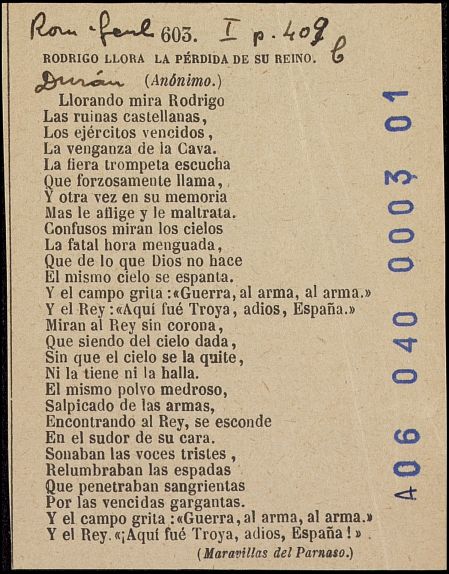 Rom. Genl 603. I p. 409 b
RODRIGO LLORA LA PÉRDIDA DE SU REINO.
Durán (Anónimo.)
Llorando mira Rodrigo
Las ruinas castellanas,
Los ejércitos vencidos,
La venganza de la Cava.
La fiera trompeta escucha
Que forzosamente llama,
Y otra vez en su memoria
Mas le aflige y le maltrata.
Confusos miran los cielos
La fatal hora menguada,
Que de lo que Dios no hace
El mismo cielo se espanta.
Y el campo grita:«Guerra, al arma, al arma.»
Y el Rey:«Aquí fué Troya, adios, España.»
Miran al Rey sin corona,
Que siendo del cielo dada,
Sin que el cielo se la quite,
Ni la tiene ni la halla.
El mismo polvo medroso,
Salpicado de las armas,
Encontrando al Rey, se esconde
En el sudor de su cara.
Sonaban las voces tristes,
Relumbraban las espadas
Que penetraban sangrientas
Por las vencidas gargantas.
Y el campo grita:«Guerra, al arma, al arma.»
Y el Rey.«¡Aquí fué Troya, adios, España!»
(Maravillas del Parnaso.)
A06 040 0003 01